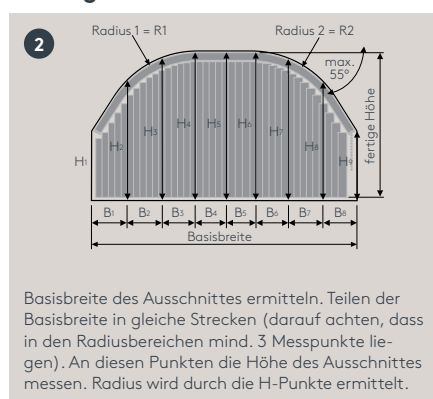 2
Radius 1 = R1
Radius 2 = R2
max.
55°
fertige Höhe
H1
H2
H3
H4
H5
H6
H7
H8
H9
B1
B2
B3
B4
B5
B6
B7
B8
Basisbreite
Basisbreite des Ausschnittes ermitteln. Teilen der
Basisbreite in gleiche Strecken (darauf achten, dass
in den Radiusbereichen mind. 3 Messpunkte lie-
gen). An diesen Punkten die Höhe des Ausschnittes
messen. Radius wird durch die H-Punkte ermittelt.